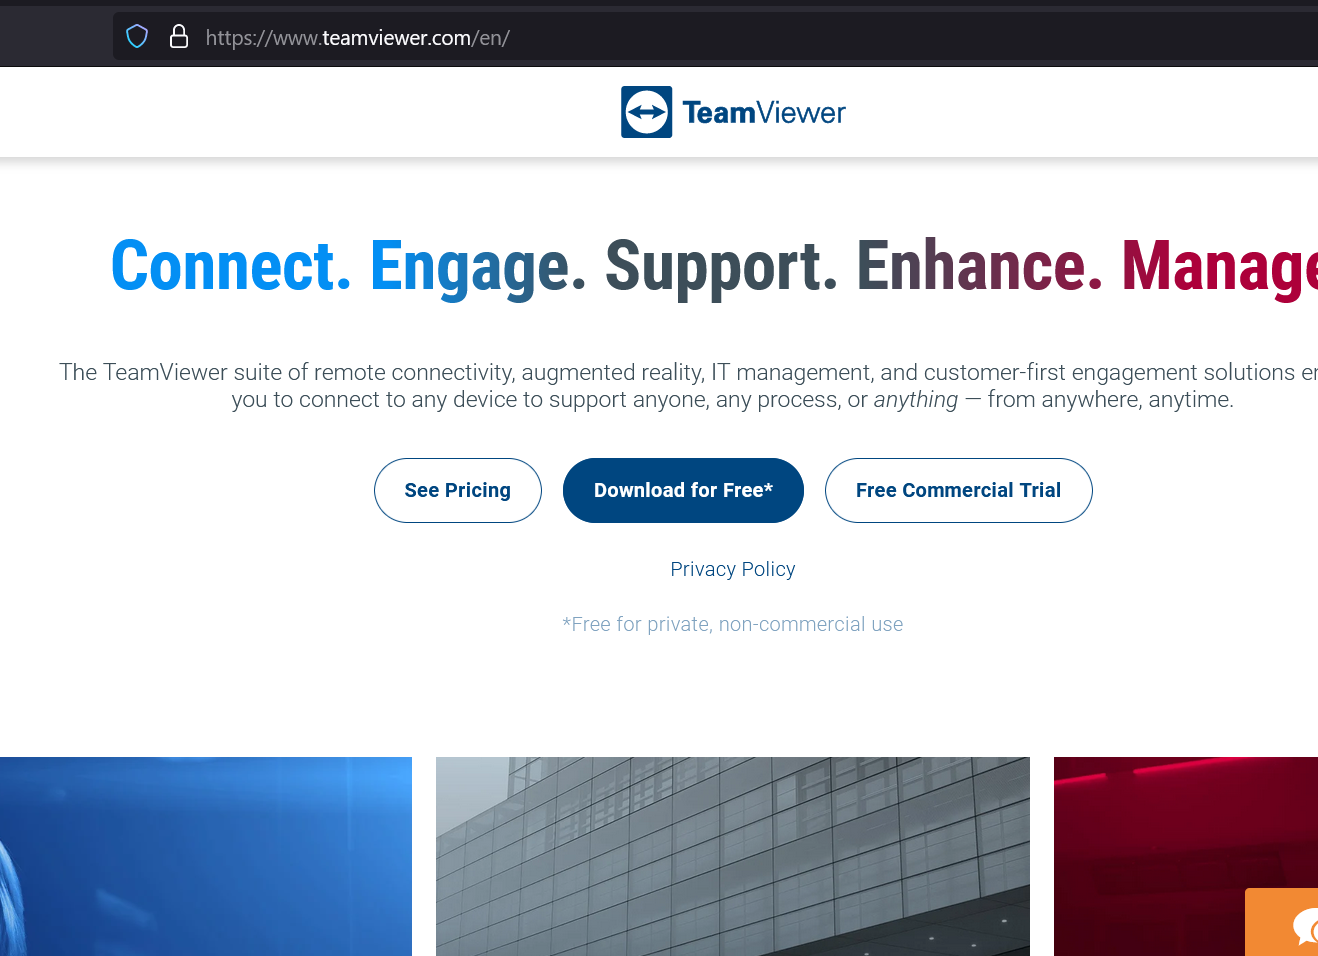 https://www.teamviewer.com/en/
TeamViewer
Connect. Engage. Support. Enhance. Manage
The TeamViewer suite of remote connectivity, augmented reality, IT management, and customer-first engagement solutions
you to connect to any device to support anyone, any process, or anything — from anywhere, anytime.
See Pricing
Download for Free*
Free Commercial Trial
Privacy Policy
*Free for private, non-commercial use